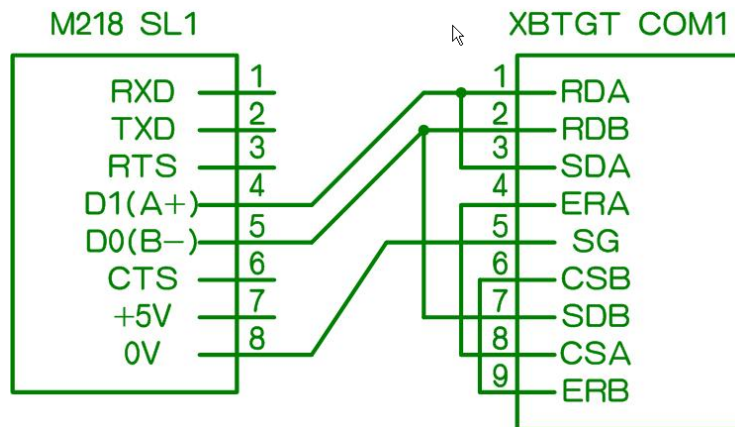 M218 SL1
RXD 1
TXD 2
RTS 3
D1(A+) 4
D0(B-) 5
CTS 6
+5V 7
0V 8
XBTGT COM1
1 RDA
2 RDB
3 SDA
4 ERA
5 SG
6 CSB
7 SDB
8 CSA
9 ERB